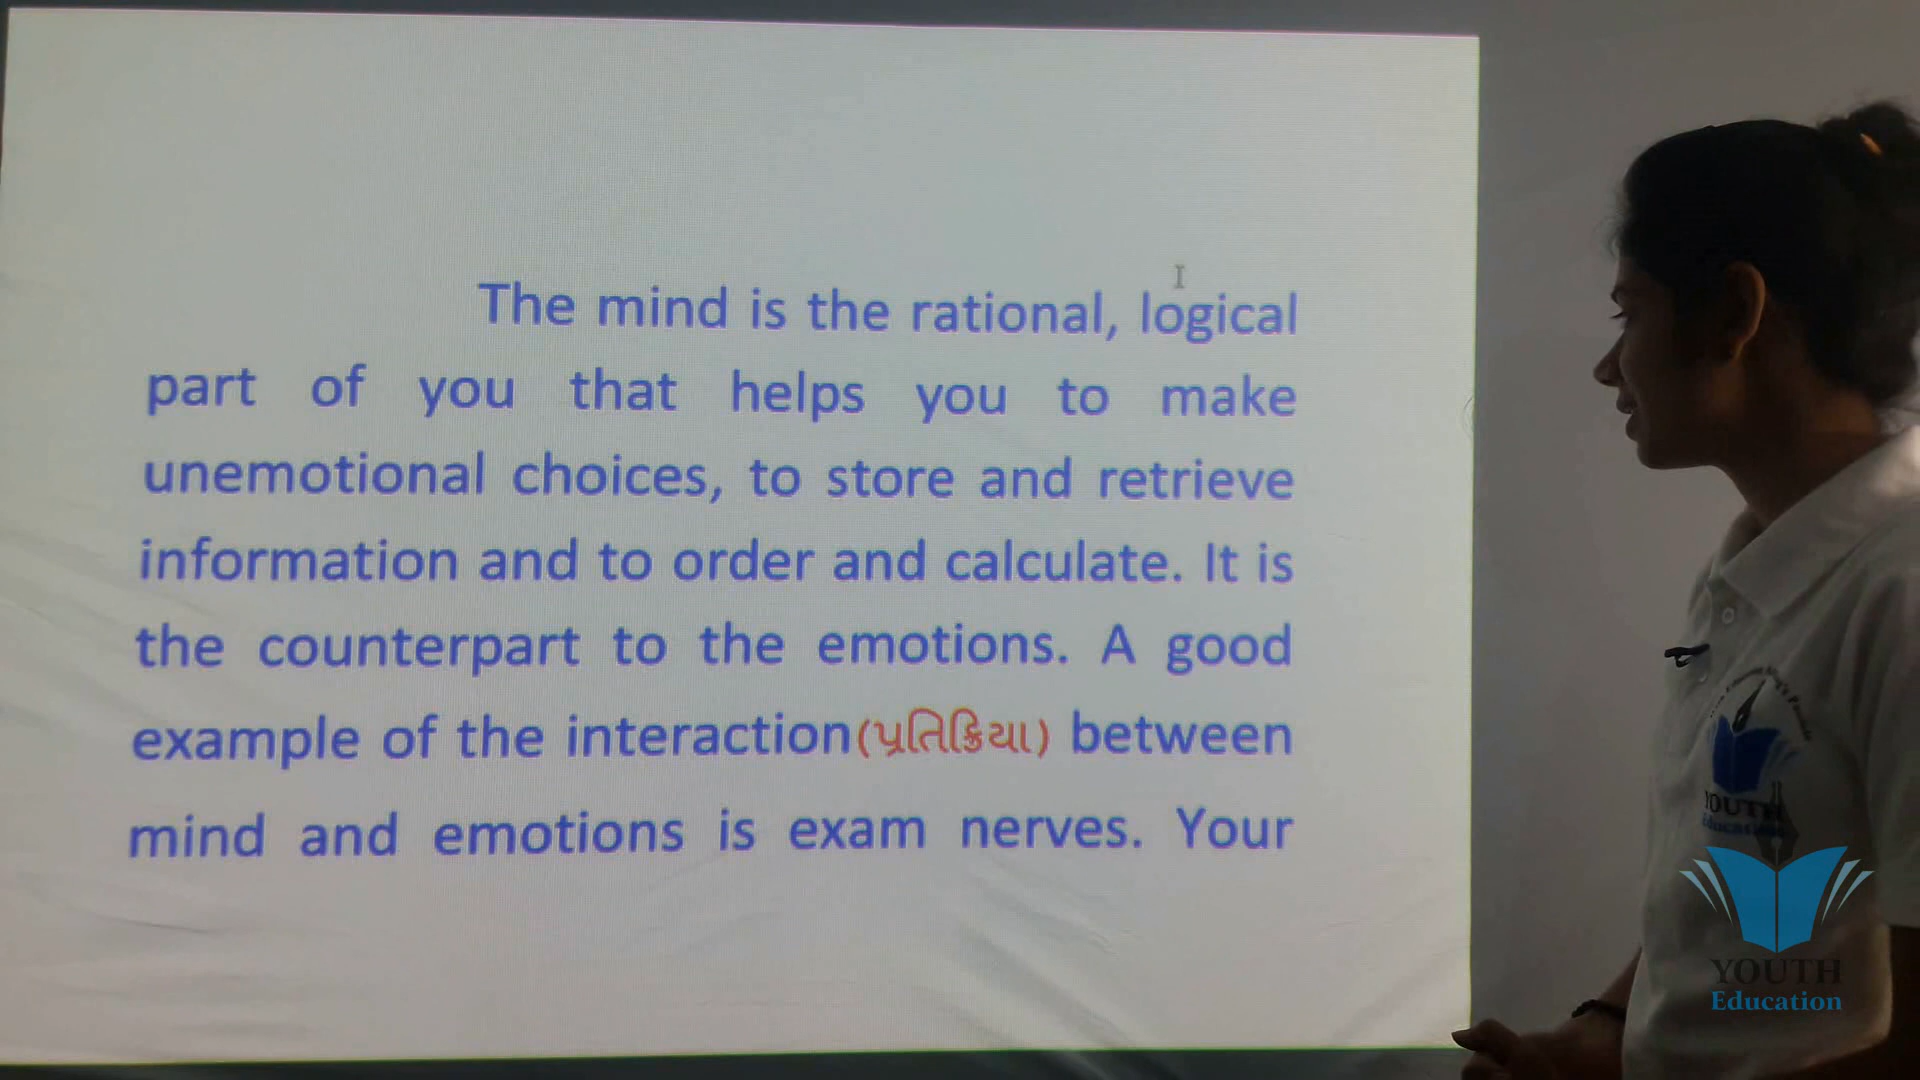 The mind is the rational, logical
part of you that helps you to make
unemotional choices, to store and retrieve
information and to order and calculate. It is
the counterpart to the emotions. A good
example of the interaction(પ્રતિક્રિયા) between
mind and emotions is exam nerves. Your
YOUTH
Education
YOUTH
Education